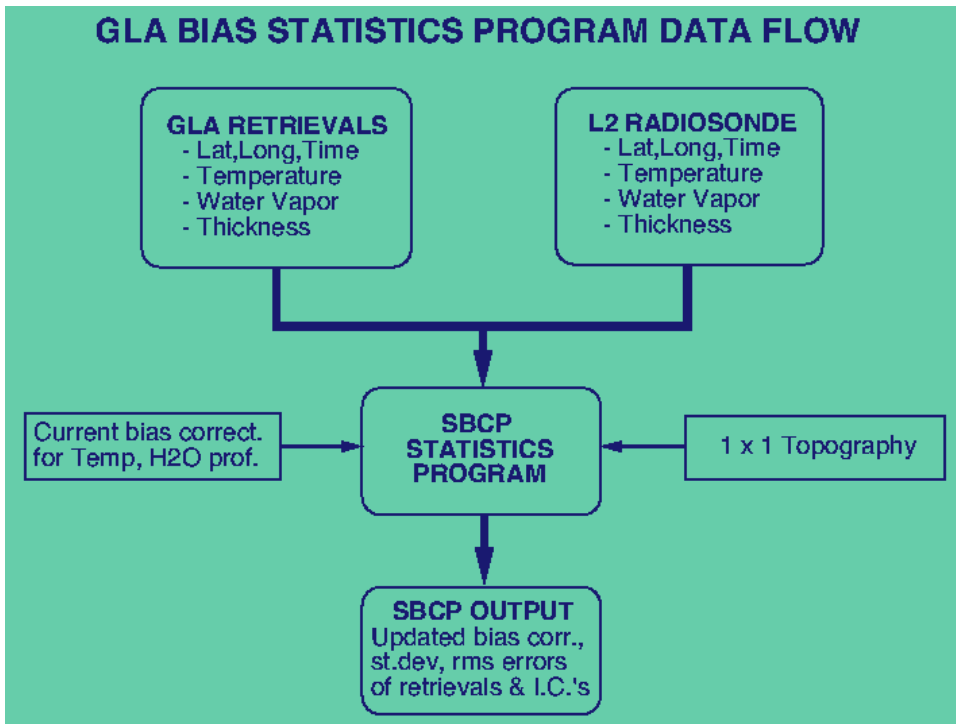 GLA BIAS STATISTICS PROGRAM DATA FLOW
GLA RETRIEVALS
- Lat,Long,Time
- Temperature
- Water Vapor
- Thickness
L2 RADIOSONDE
- Lat,Long,Time
- Temperature
- Water Vapor
- Thickness
Current bias correct.
for Temp, H2O prof.
SBCP
STATISTICS
PROGRAM
1 x 1 Topography
SBCP OUTPUT
Updated bias corr.,
st.dev, rms errors
of retrievals & I.C.'s